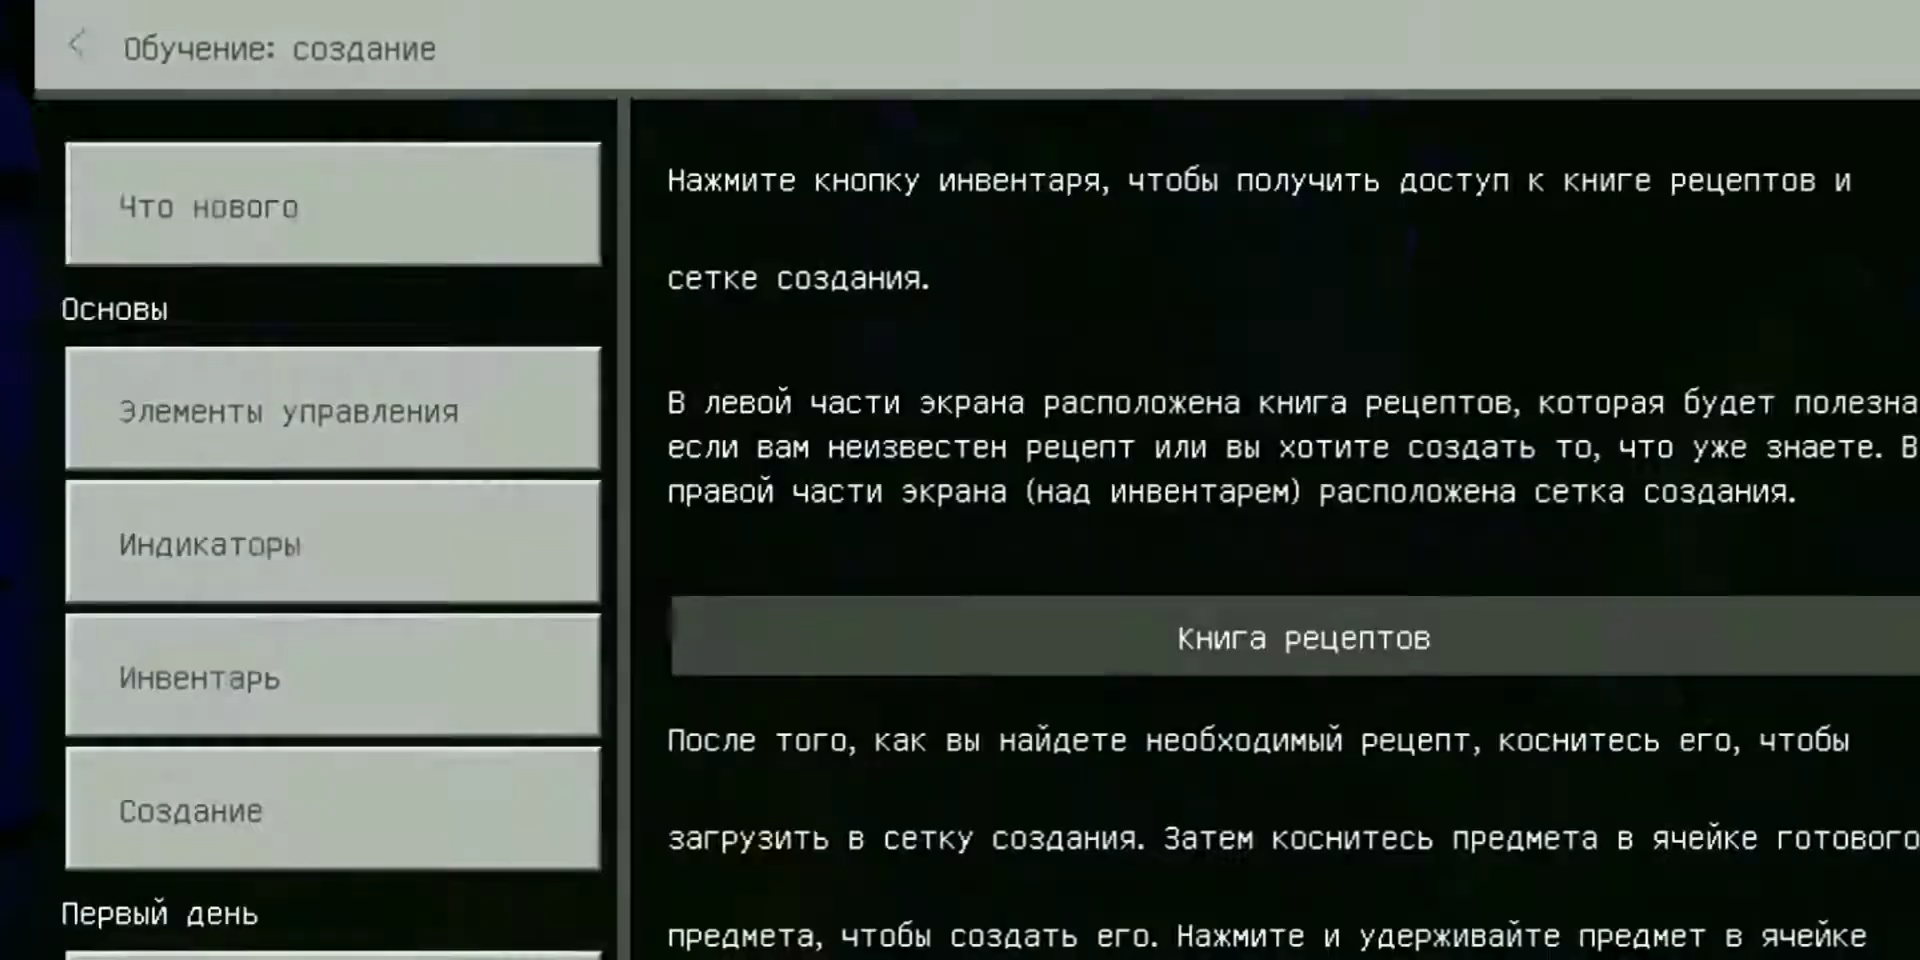 Обучение: создание
Что нового
Основы
Элементы управления
Индикаторы
Инвентарь
Создание
Первый день
Нажмите кнопку инвентаря, чтобы получить доступ к книге рецептов и
сетке создания.
В левой части экрана расположена книга рецептов, которая будет полезна
если вам неизвестен рецепт или вы хотите создать то, что уже знаете. В
правой части экрана (над инвентарем) расположена сетка создания.
Книга рецептов
После того, как вы найдете необходимый рецепт, коснитесь его, чтобы
загрузить в сетку создания. Затем коснитесь предмета в ячейке готового
предмета, чтобы создать его. Нажмите и удерживайте предмет в ячейке